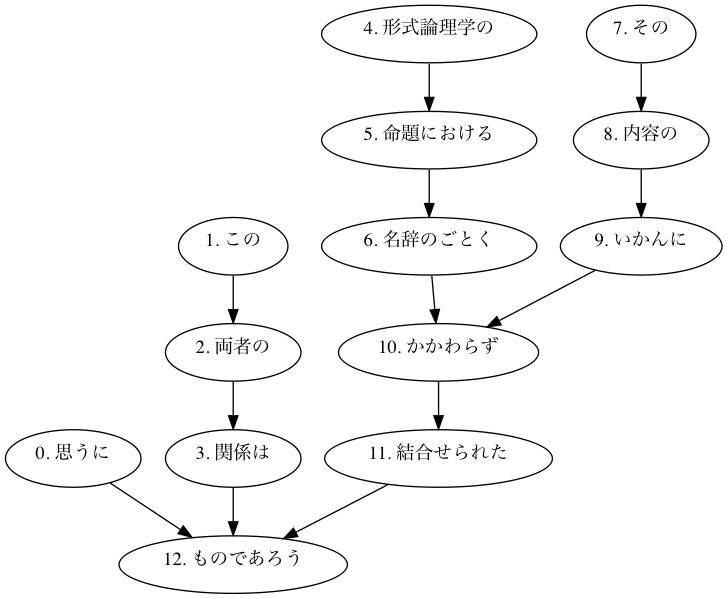 4. 形式論理学の
7. その
5. 命題における
8. 内容の
1. この
6. 名辞のごとく
9. いかんに
2. 両者の
10. かかわらず
0. 思うに
3. 関係は
11. 結合せられた
12. ものであろう